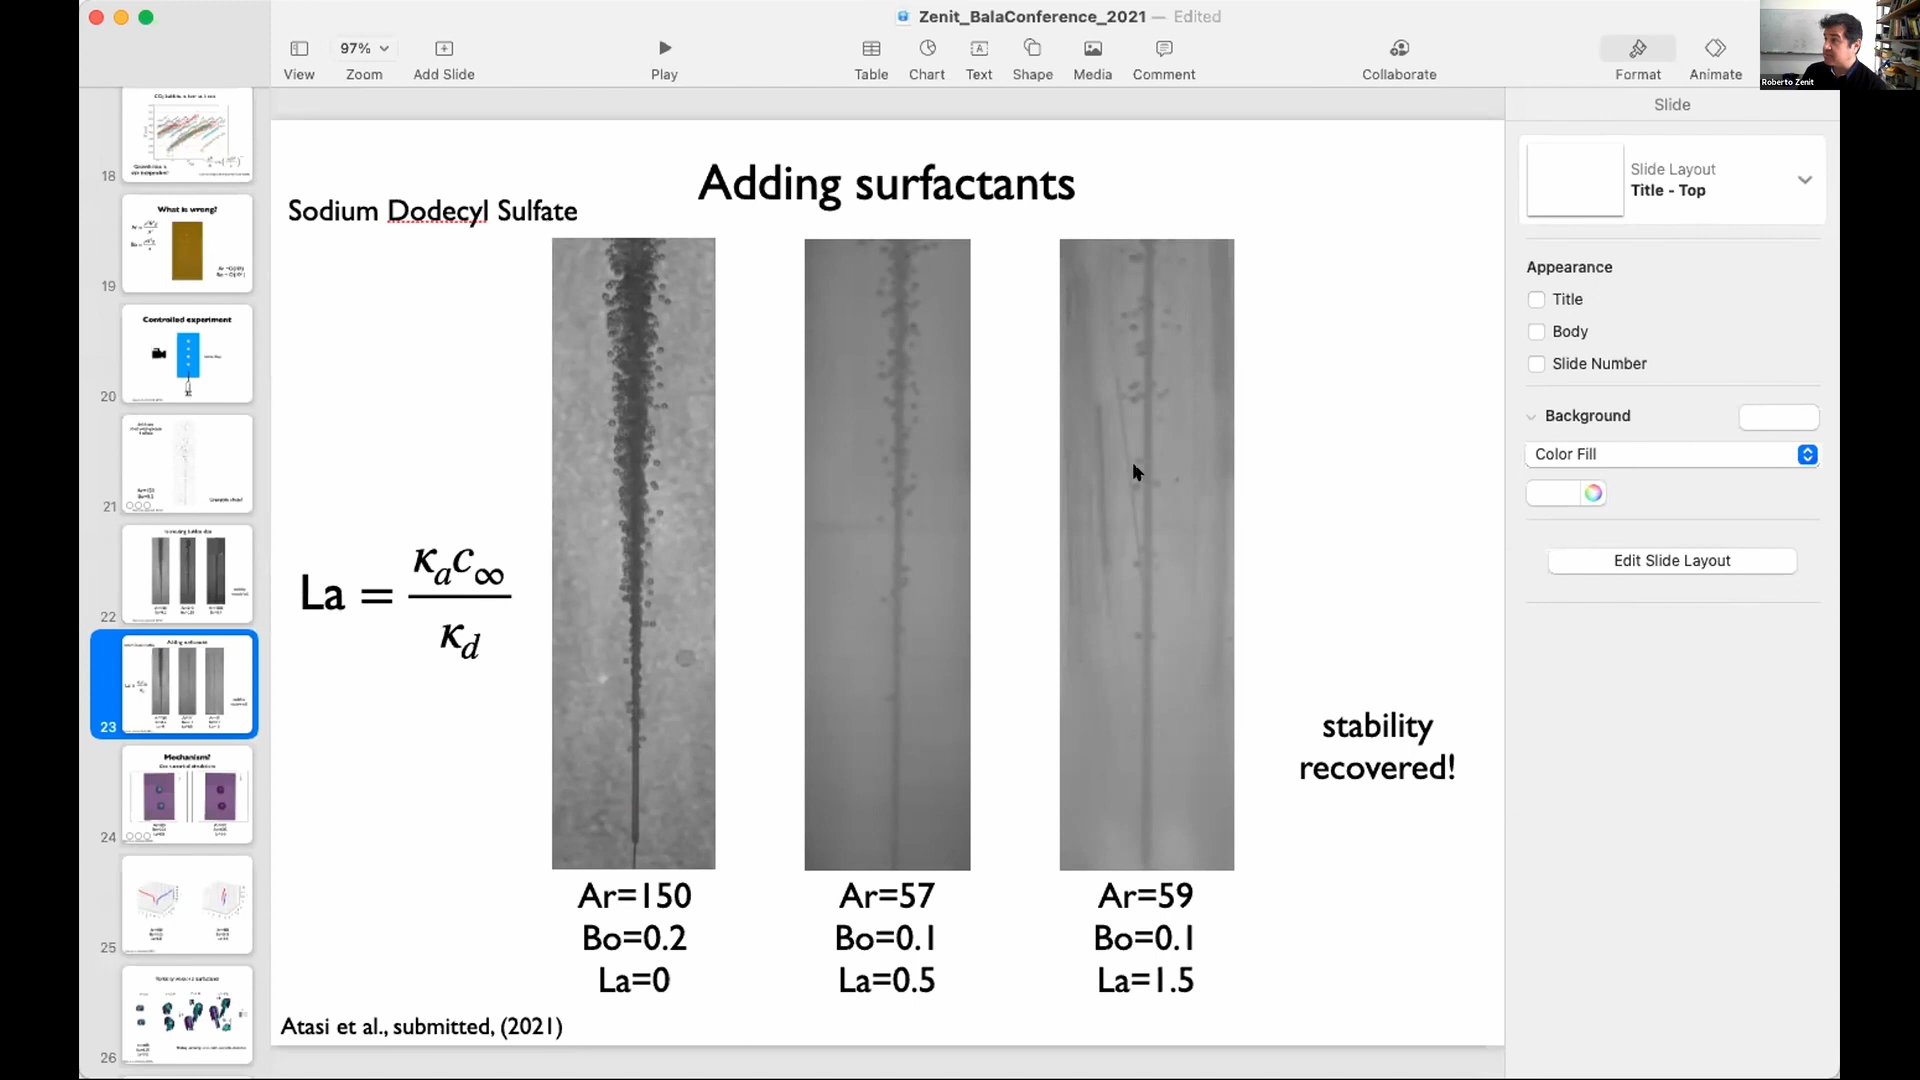 Zenit_BalaConference_2021 — Edited
97%
View
Zoom
Add Slide
Play
Table
Chart
Text
Shape
Media
Comment
Collaborate
Format
Animate
Roberto Zenit
18
What is wrong?
19
Controlled experiment
20
21
22
Adding surfactants
23
Mechanism?
24
25
26
Adding surfactants
Sodium Dodecyl Sulfate
La = κₐc∞ / κ_d
stability
recovered!
Ar=150
Bo=0.2
La=0
Ar=57
Bo=0.1
La=0.5
Ar=59
Bo=0.1
La=1.5
Atasi et al., submitted, (2021)
Slide
Slide Layout
Title - Top
Appearance
Title
Body
Slide Number
Background
Color Fill
Edit Slide Layout